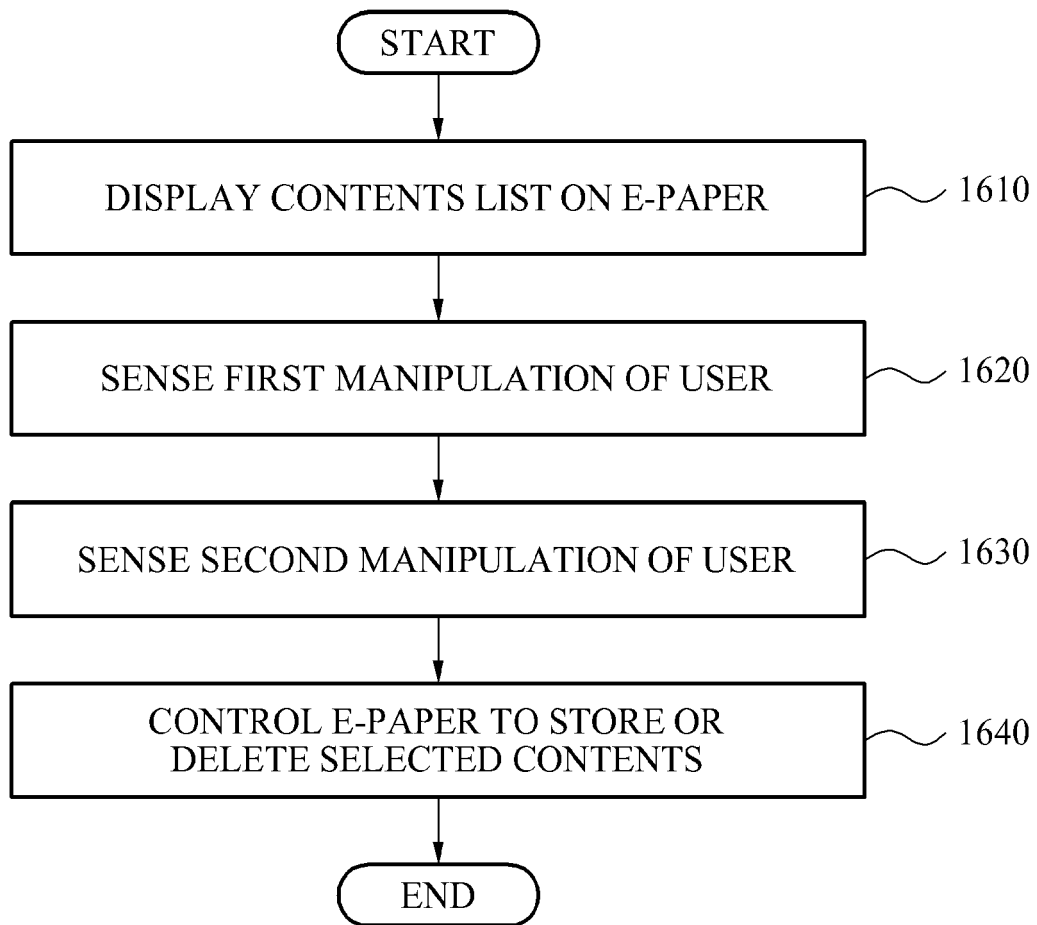 START
DISPLAY CONTENTS LIST ON E-PAPER
1610
SENSE FIRST MANIPULATION OF USER
1620
SENSE SECOND MANIPULATION OF USER
1630
CONTROL E-PAPER TO STORE OR
DELETE SELECTED CONTENTS
1640
END